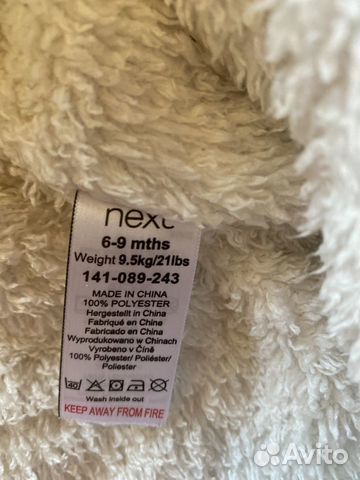 next
6-9 mths
Weight 9.5kg/21lbs
141-089-243
MADE IN CHINA
100% POLYESTER
Hergestellt in China
Fabriqué en Chine
Fabricado en China
Wyprodukowano w Chinach
Vyrobeno v Číně
100% Polyester/ Poliéster/
Poliester
40
Wash inside out
KEEP AWAY FROM FIRE
Avito